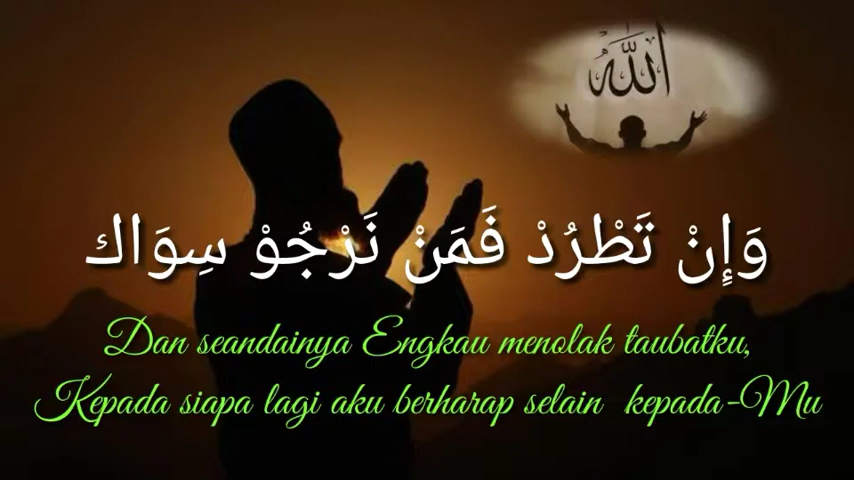 اللهُ
وَإِنْ تَطْرُدْ فَمَنْ نَرْجُوْ سِوَاك
Dan seandainya Engkau menolak taubatku,
Kepada siapa lagi aku berharap selain kepada-Mu